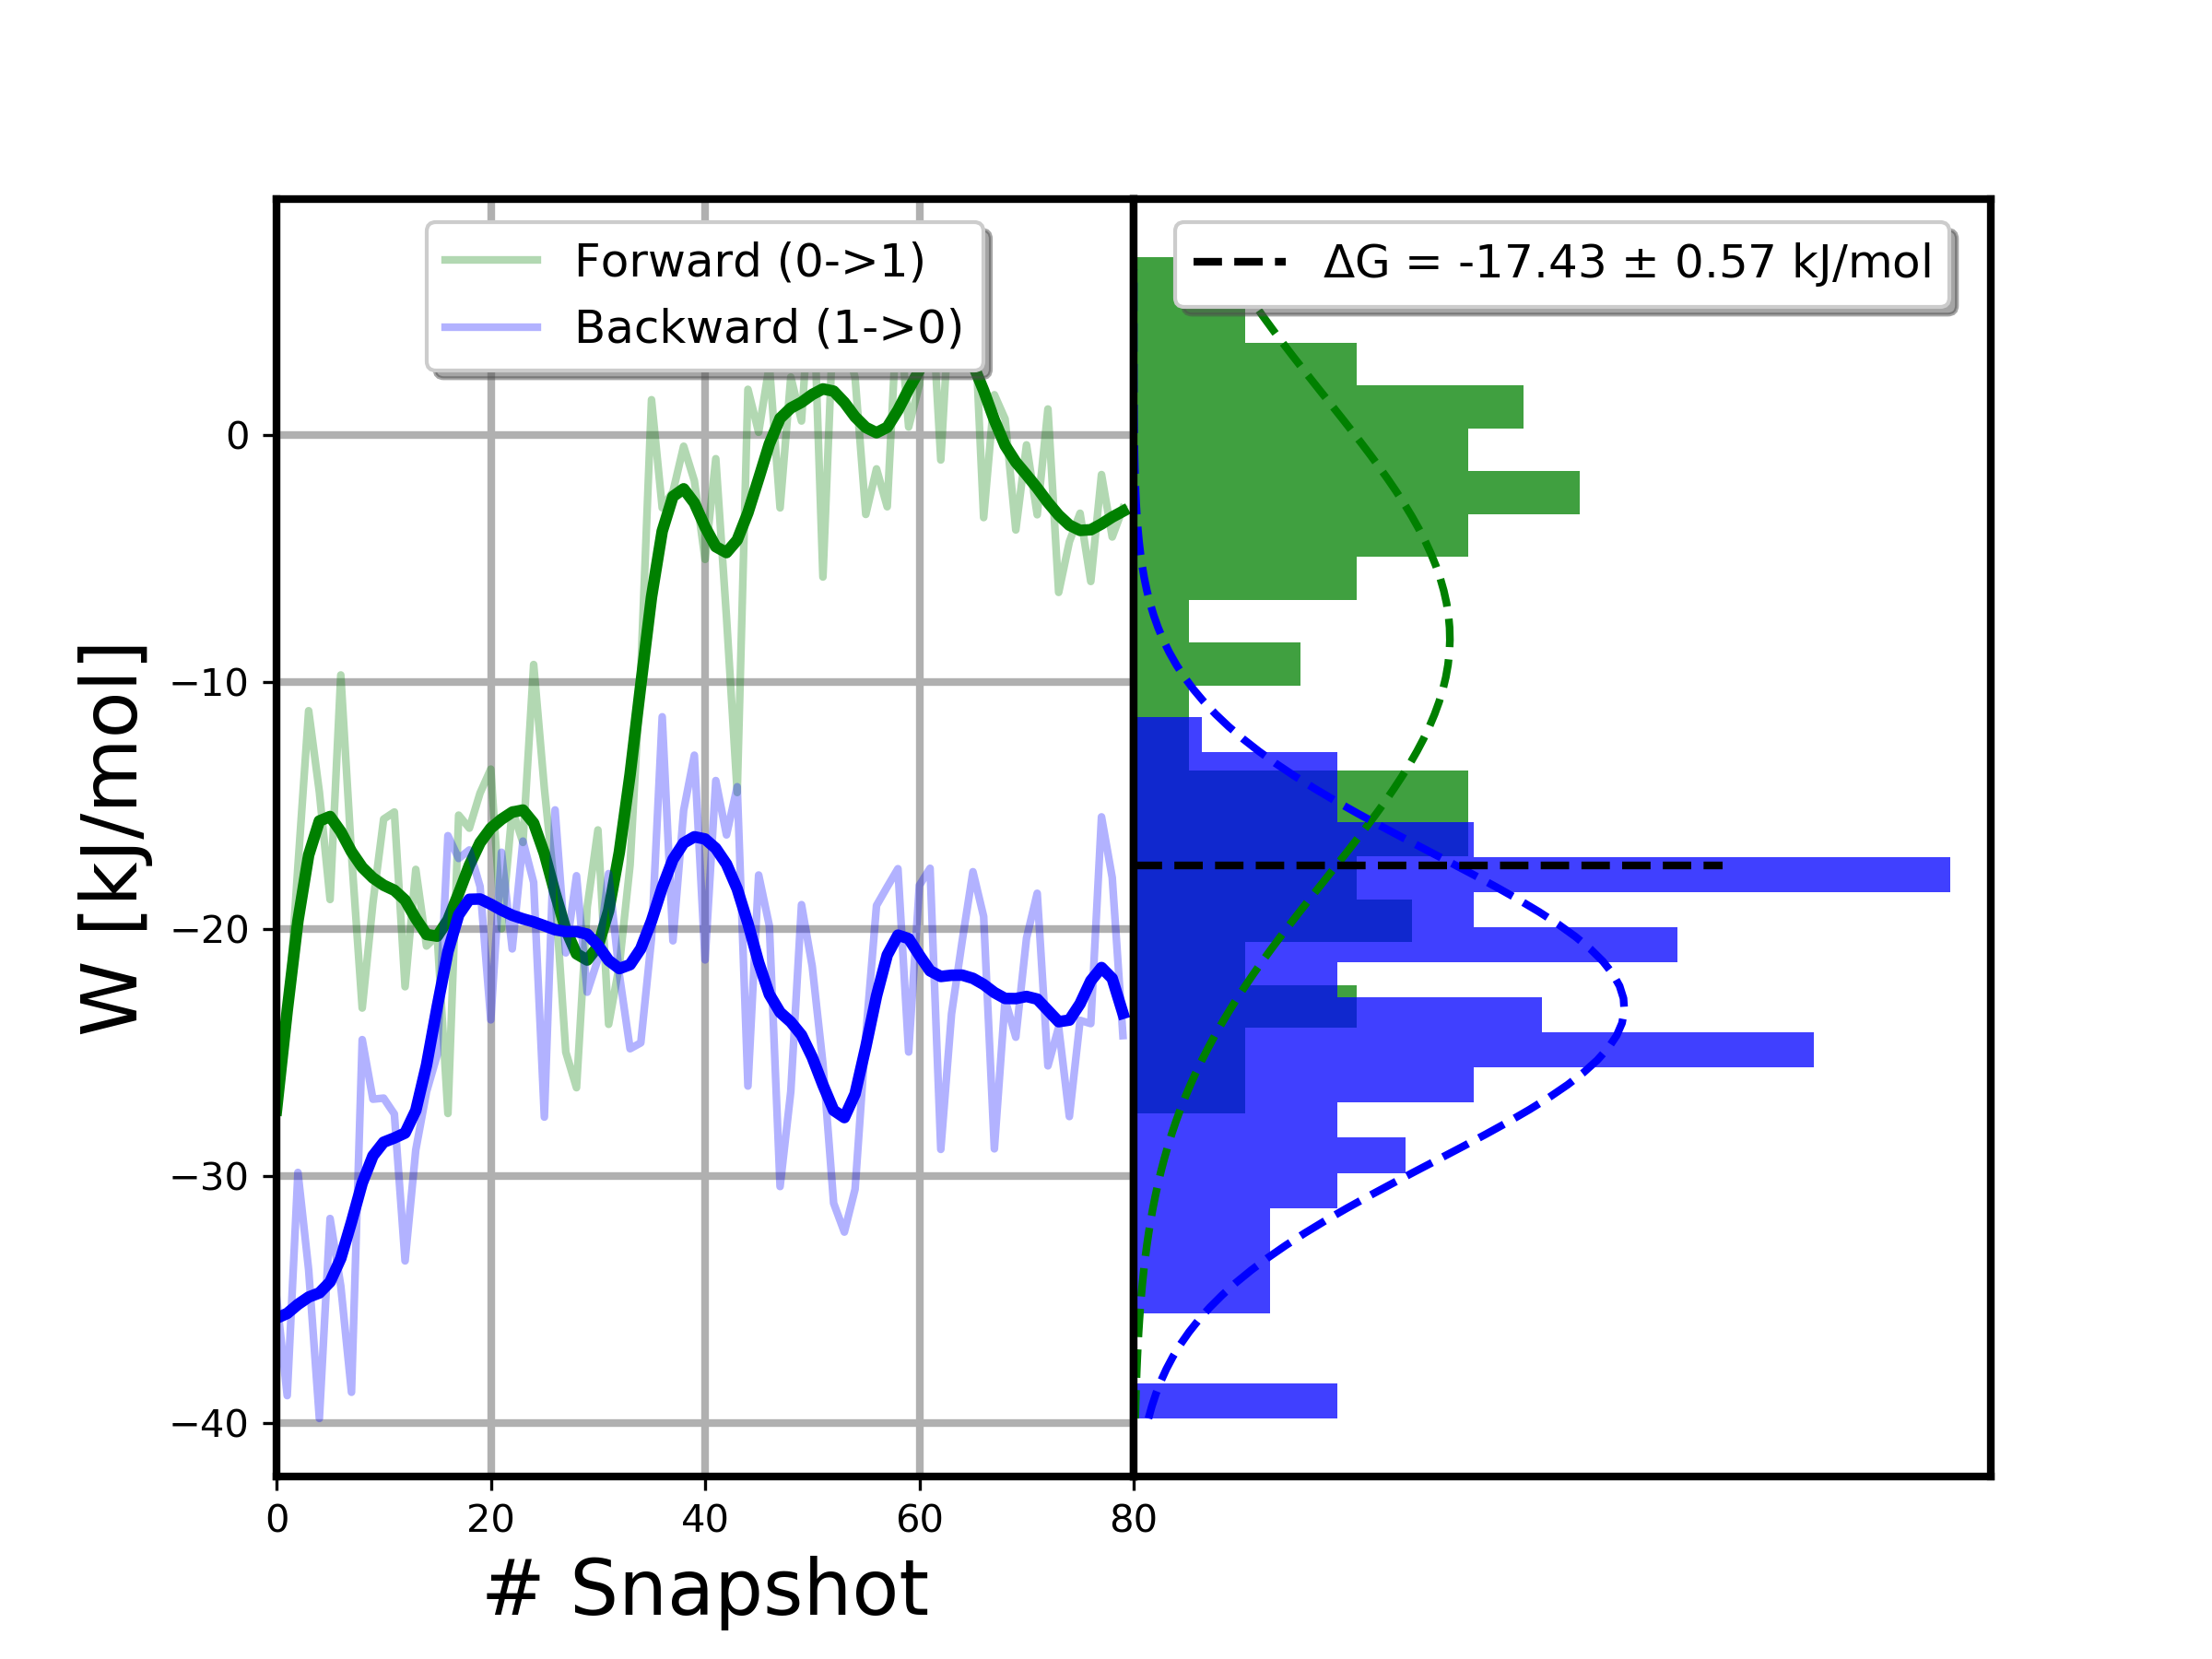 Forward (0->1)
Backward (1->0)
ΔG = -17.43 ± 0.57 kJ/mol
W [kJ/mol]
0
−10
−20
−30
−40
0 20 40 60 80
# Snapshot